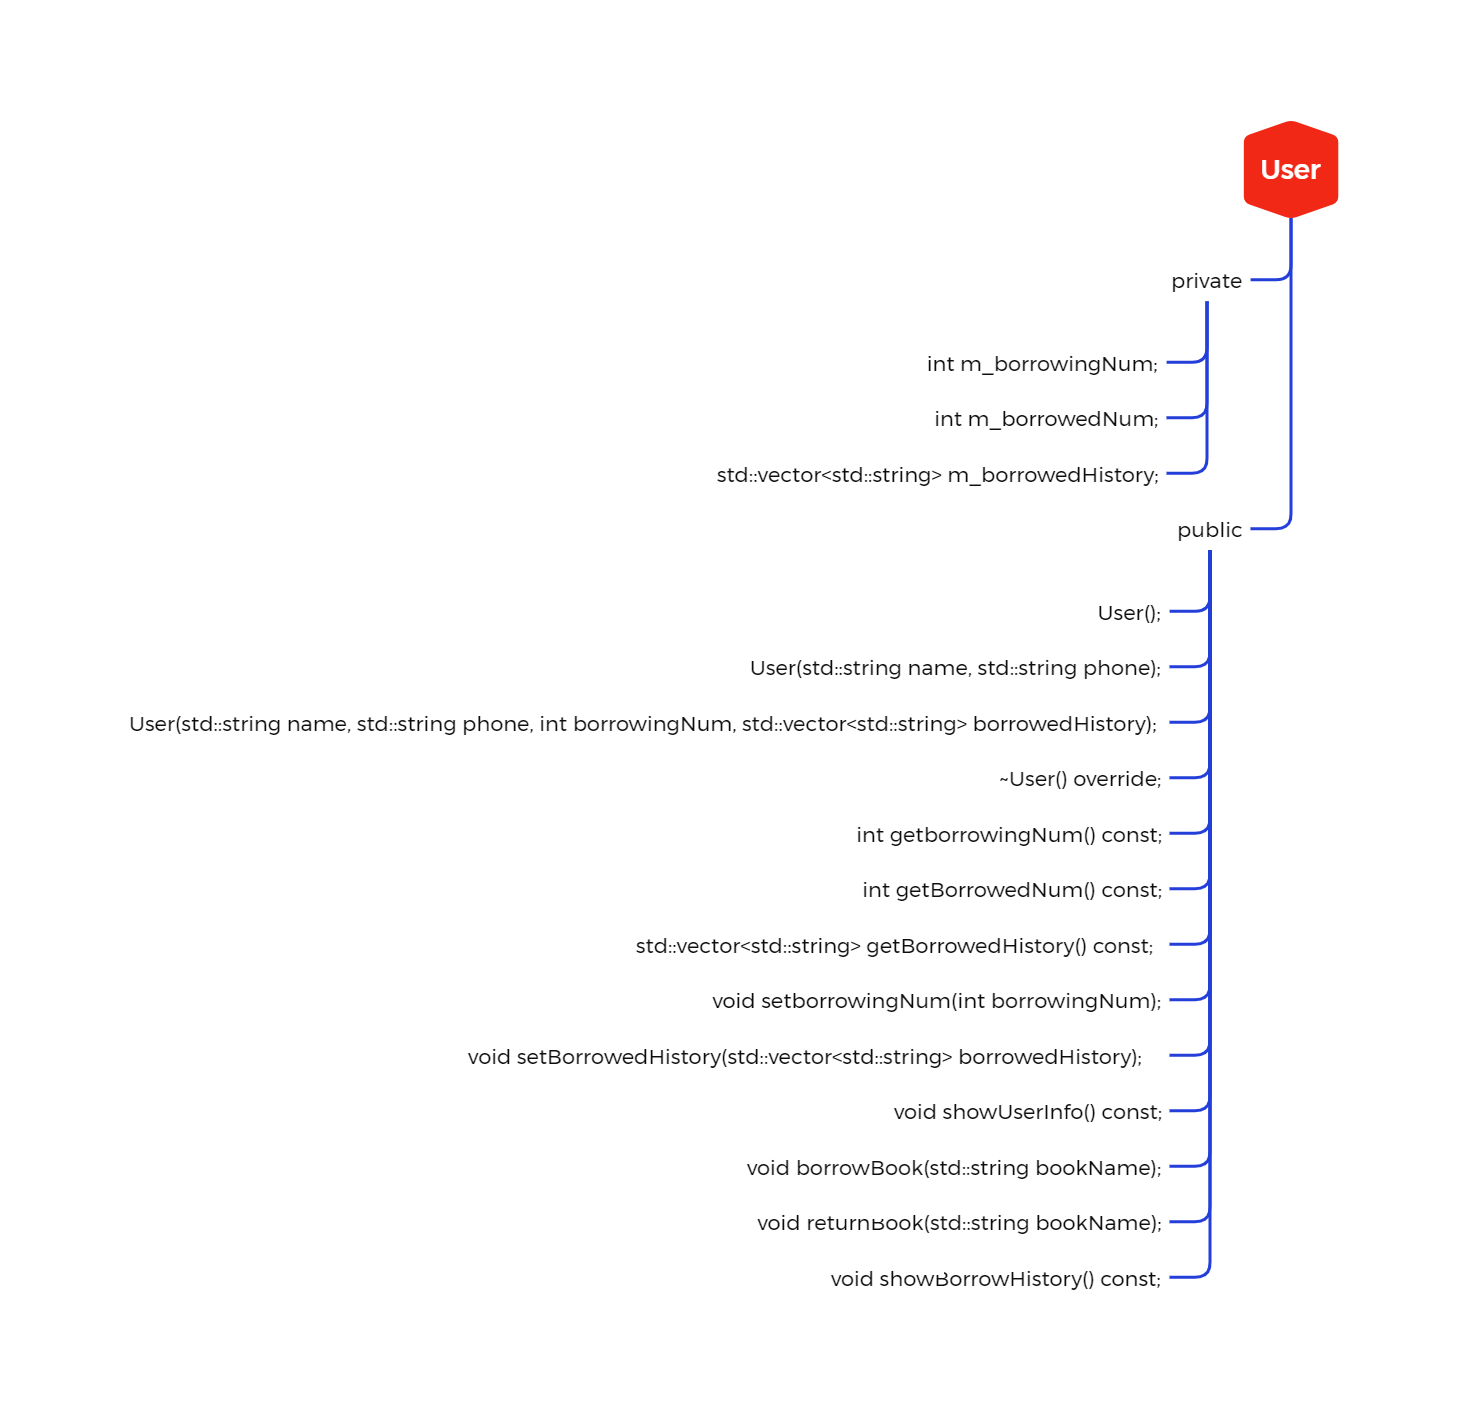 User
private
int m_borrowingNum;
int m_borrowedNum;
std::vector<std::string> m_borrowedHistory;
public
User();
User(std::string name, std::string phone);
User(std::string name, std::string phone, int borrowingNum, std::vector<std::string> borrowedHistory);
~User() override;
int getborrowingNum() const;
int getBorrowedNum() const;
std::vector<std::string> getBorrowedHistory() const;
void setborrowingNum(int borrowingNum);
void setBorrowedHistory(std::vector<std::string> borrowedHistory);
void showUserInfo() const;
void borrowBook(std::string bookName);
void returnBook(std::string bookName);
void showBorrowHistory() const;